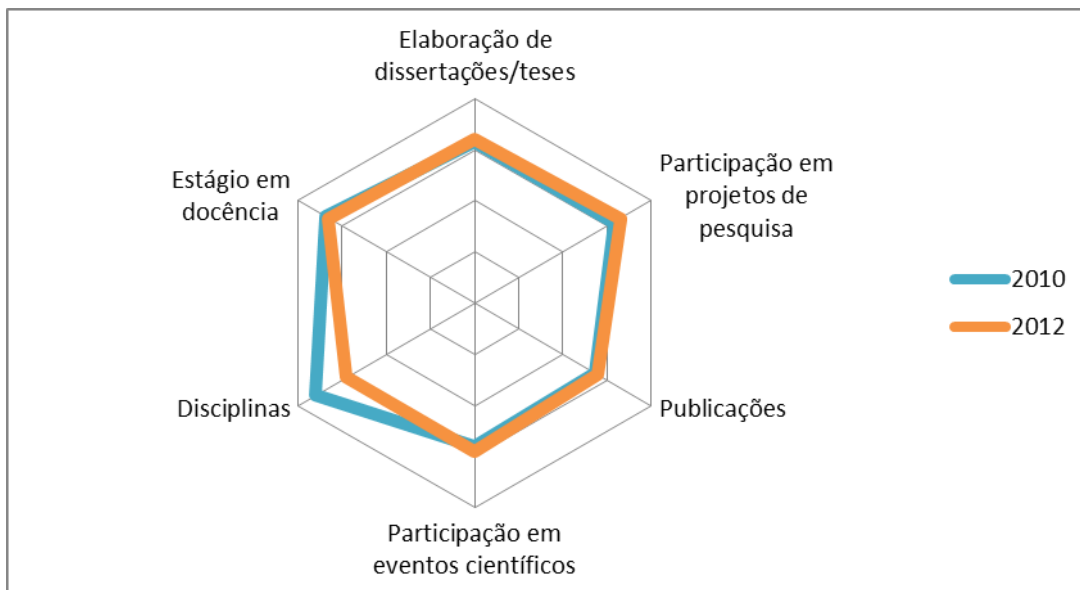 Elaboração de
dissertações/teses
Participação em
projetos de
pesquisa
Publicações
Participação em
eventos científicos
Disciplinas
Estágio em
docência
2010
2012